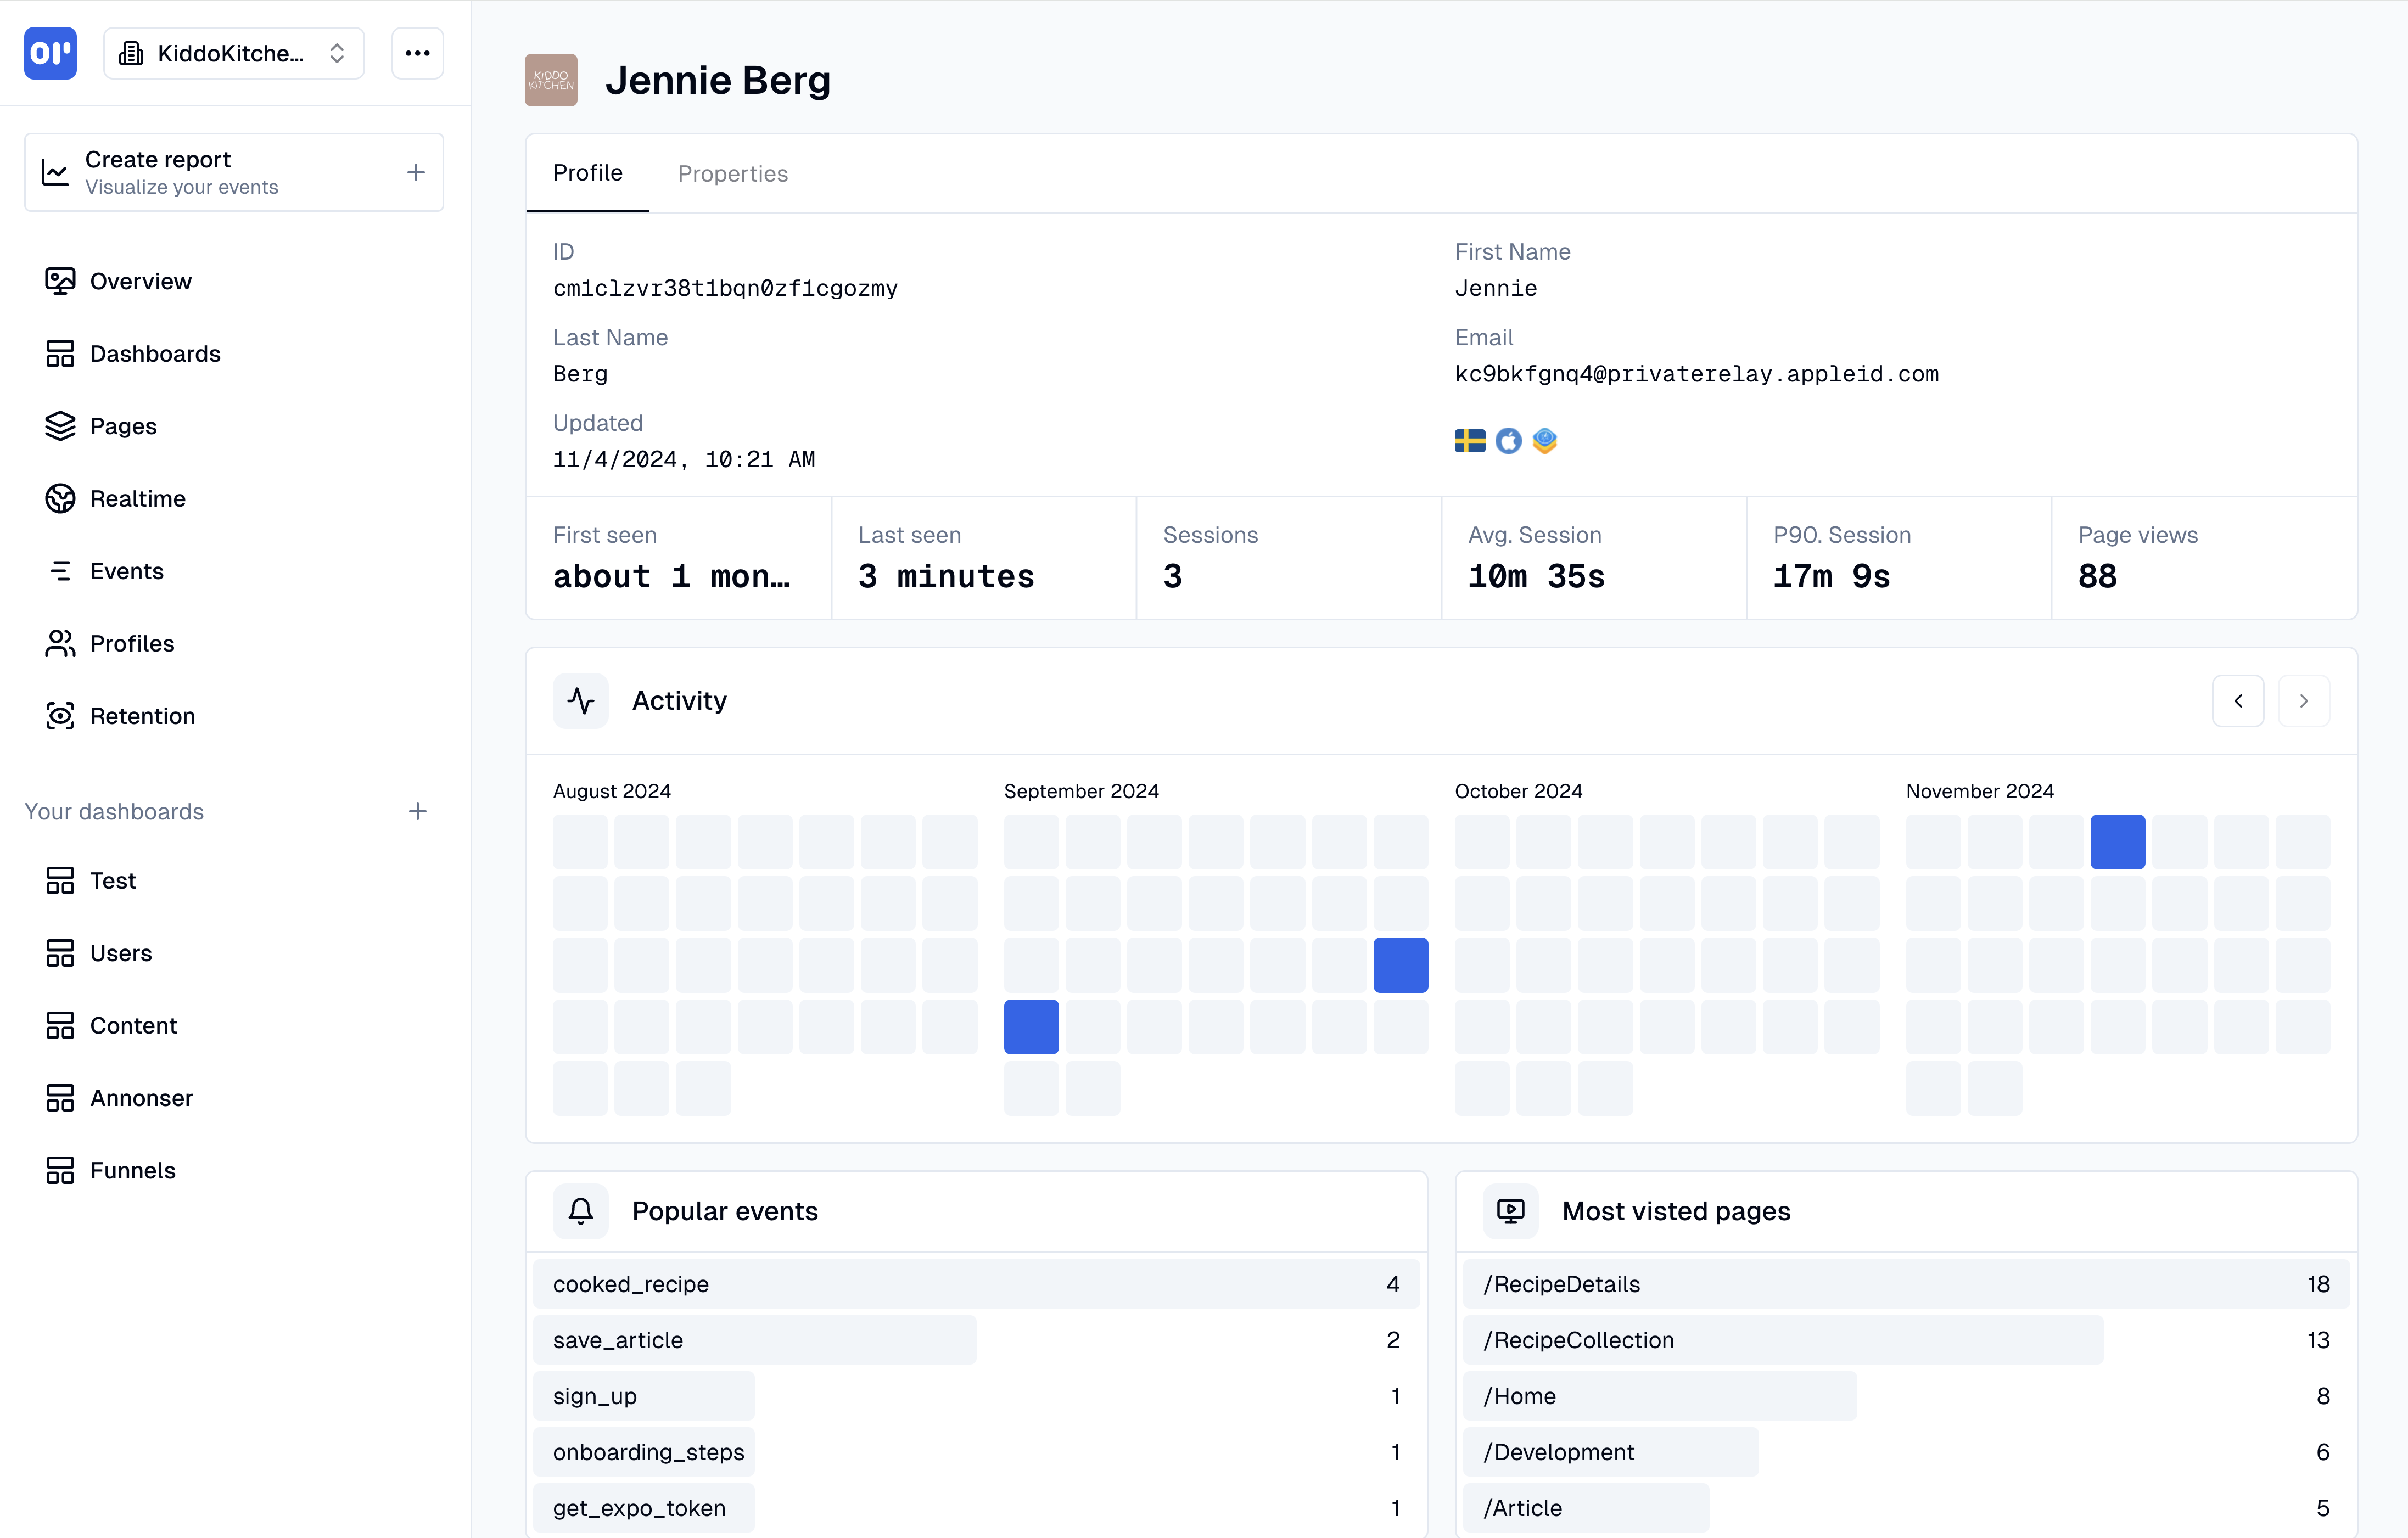 KiddoKitche...
Create report
Visualize your events
Overview
Dashboards
Pages
Realtime
Events
Profiles
Retention
Your dashboards
Test
Users
Content
Annonser
Funnels
KIDDO
KITCHEN
Jennie Berg
Profile Properties
ID
cm1clzvr38t1bqn0zf1cgozmy
First Name
Jennie
Last Name
Berg
Email
kc9bkfgnq4@privaterelay.appleid.com
Updated
11/4/2024, 10:21 AM
First seen
about 1 mon...
Last seen
3 minutes
Sessions
3
Avg. Session
10m 35s
P90. Session
17m 9s
Page views
88
Activity
August 2024
September 2024
October 2024
November 2024
Popular events
cooked_recipe 4
save_article 2
sign_up 1
onboarding_steps 1
get_expo_token 1
Most visted pages
/RecipeDetails 18
/RecipeCollection 13
/Home 8
/Development 6
/Article 5